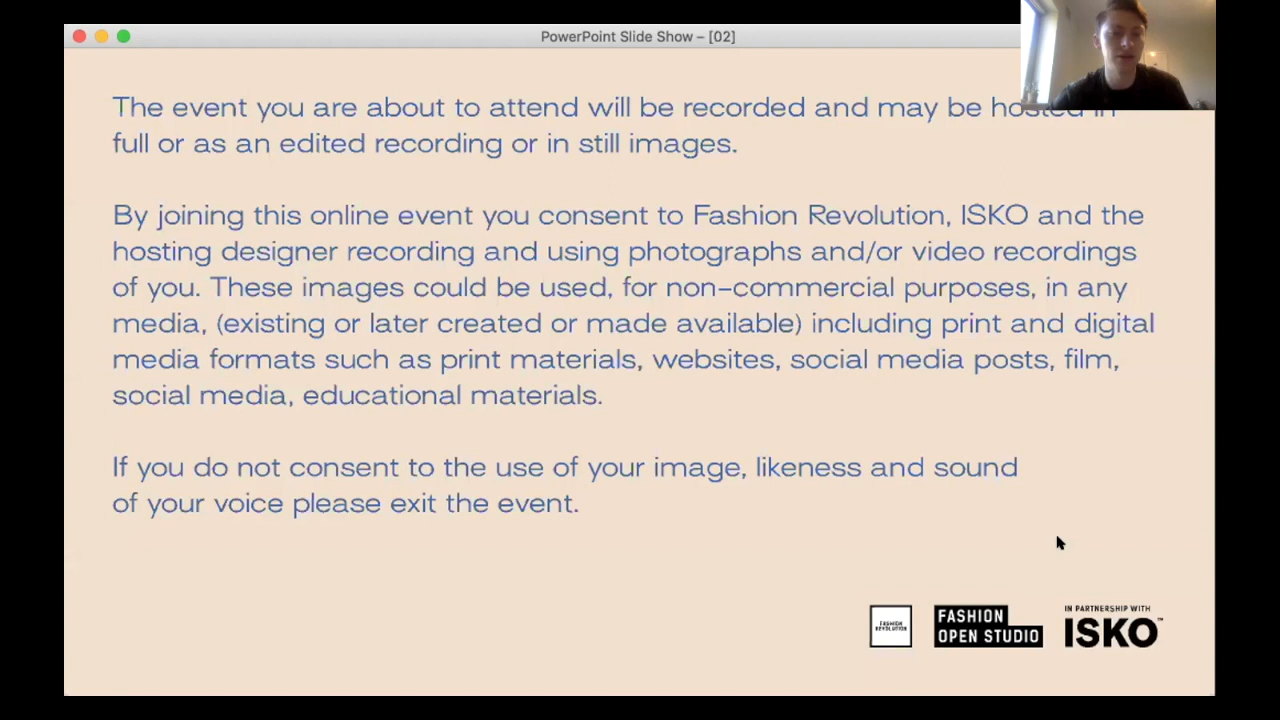 PowerPoint Slide Show – [02]
The event you are about to attend will be recorded and may be hosted in
full or as an edited recording or in still images.
By joining this online event you consent to Fashion Revolution, ISKO and the
hosting designer recording and using photographs and/or video recordings
of you. These images could be used, for non-commercial purposes, in any
media, (existing or later created or made available) including print and digital
media formats such as print materials, websites, social media posts, film,
social media, educational materials.
If you do not consent to the use of your image, likeness and sound
of your voice please exit the event.
FASHION
REVOLUTION
FASHION
OPEN STUDIO
IN PARTNERSHIP WITH
ISKO™